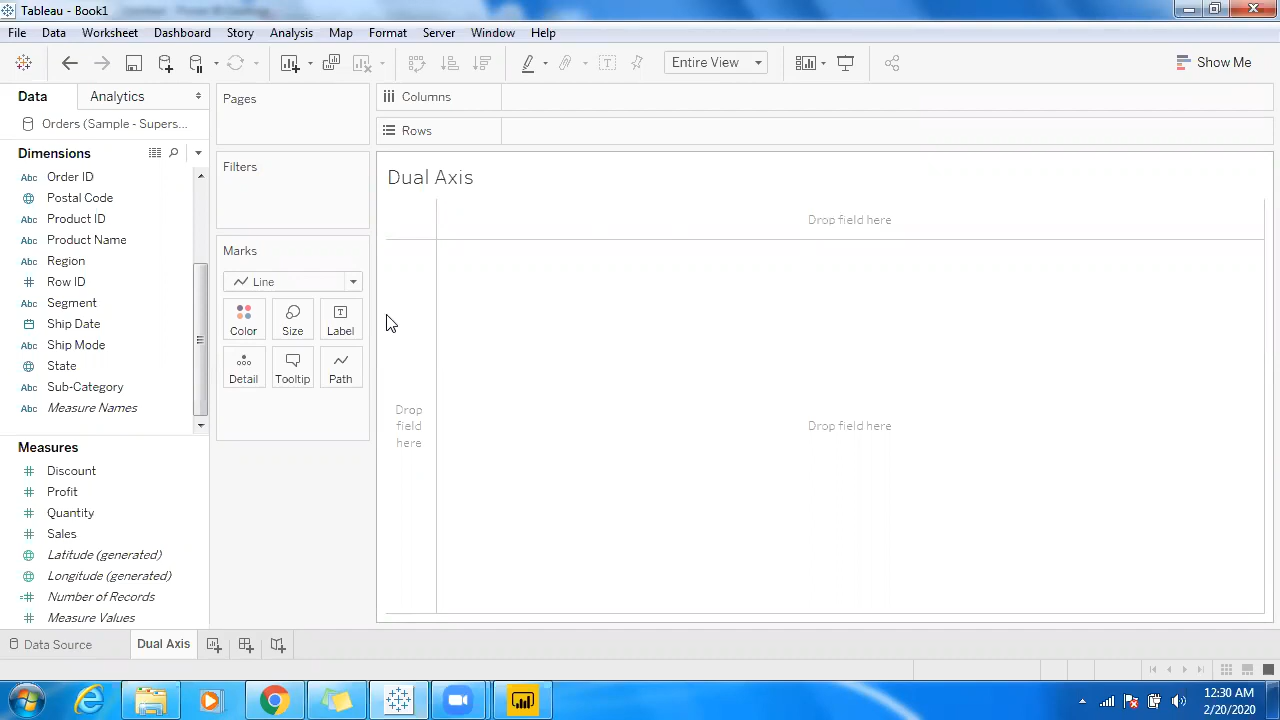 Tableau - Book1
File Data Worksheet Dashboard Story Analysis Map Format Server Window Help
Entire View
Show Me
Data Analytics
Orders (Sample - Supers...
Dimensions
Abc Order ID
Postal Code
Abc Product ID
Abc Product Name
Abc Region
# Row ID
Abc Segment
Ship Date
Abc Ship Mode
State
Abc Sub-Category
Abc Measure Names
Measures
# Discount
# Profit
# Quantity
# Sales
Latitude (generated)
Longitude (generated)
=# Number of Records
# Measure Values
Pages
Filters
Marks
Line
Color Size Label
Detail Tooltip Path
Columns
Rows
Dual Axis
Drop field here
Drop
field
here
Drop field here
Data Source Dual Axis
12:30 AM
2/20/2020